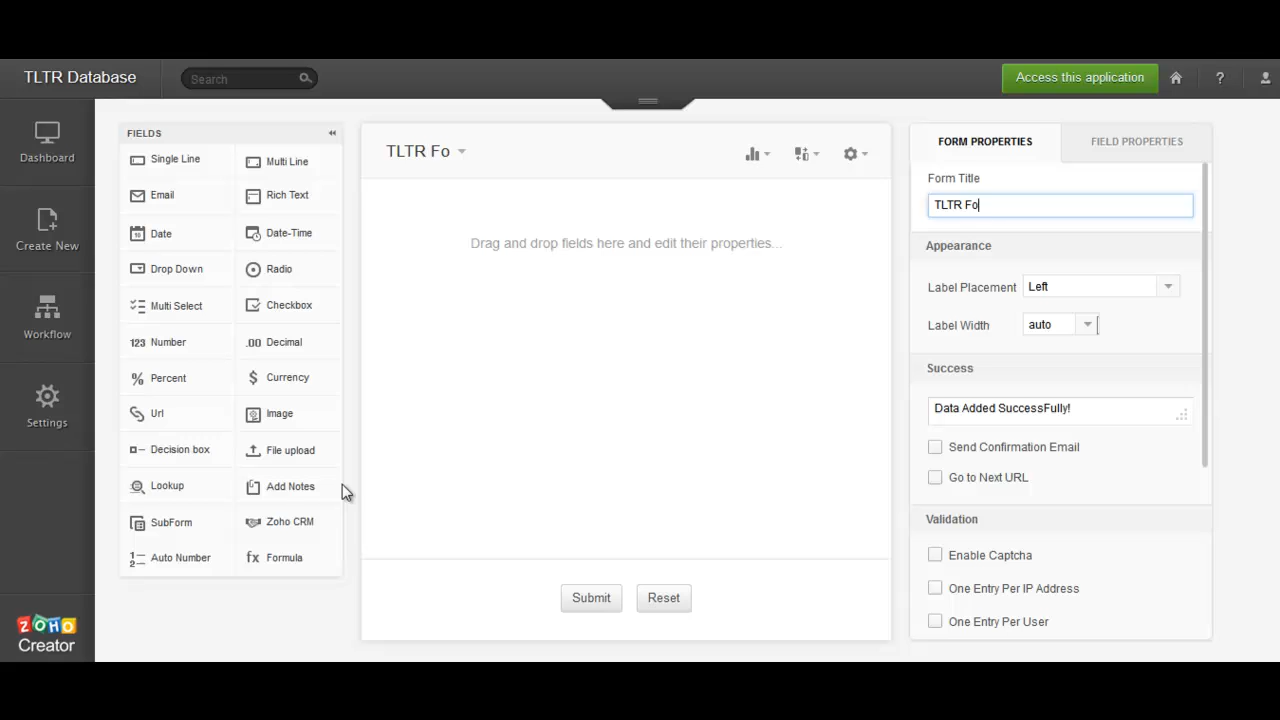 TLTR Database
Search
Access this application
?
Dashboard
Create New
Workflow
Settings
ZOHO
Creator
FIELDS
Single Line
Multi Line
Email
Rich Text
Date
Date-Time
Drop Down
Radio
Multi Select
Checkbox
123 Number
.00 Decimal
% Percent
$ Currency
Url
Image
Decision box
File upload
Lookup
Add Notes
SubForm
Zoho CRM
Auto Number
fx Formula
TLTR Fo
Drag and drop fields here and edit their properties...
Submit
Reset
FORM PROPERTIES
FIELD PROPERTIES
Form Title
TLTR Fo
Appearance
Label Placement
Left
Label Width
auto
Success
Data Added SuccessFully!
Send Confirmation Email
Go to Next URL
Validation
Enable Captcha
One Entry Per IP Address
One Entry Per User